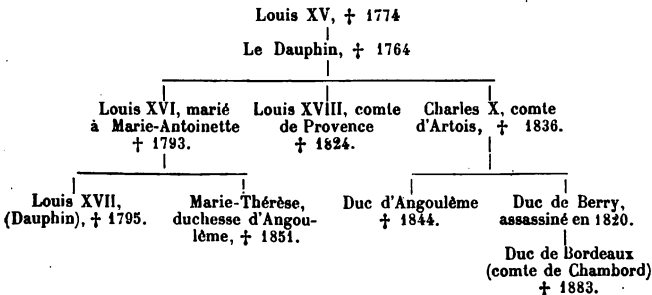 Louis XV, † 1774
Le Dauphin, † 1764
Louis XVI, marié
à Marie-Antoinette
† 1793.
Louis XVIII, comte
de Provence
† 1824.
Charles X, comte
d'Artois, † 1836.
Louis XVII,
(Dauphin), † 1795.
Marie-Thérèse,
duchesse d'Angou-
lême, † 1851.
Duc d'Angoulême
† 1844.
Duc de Berry,
assassiné en 1820.
Duc de Bordeaux
(comte de Chambord)
† 1883.